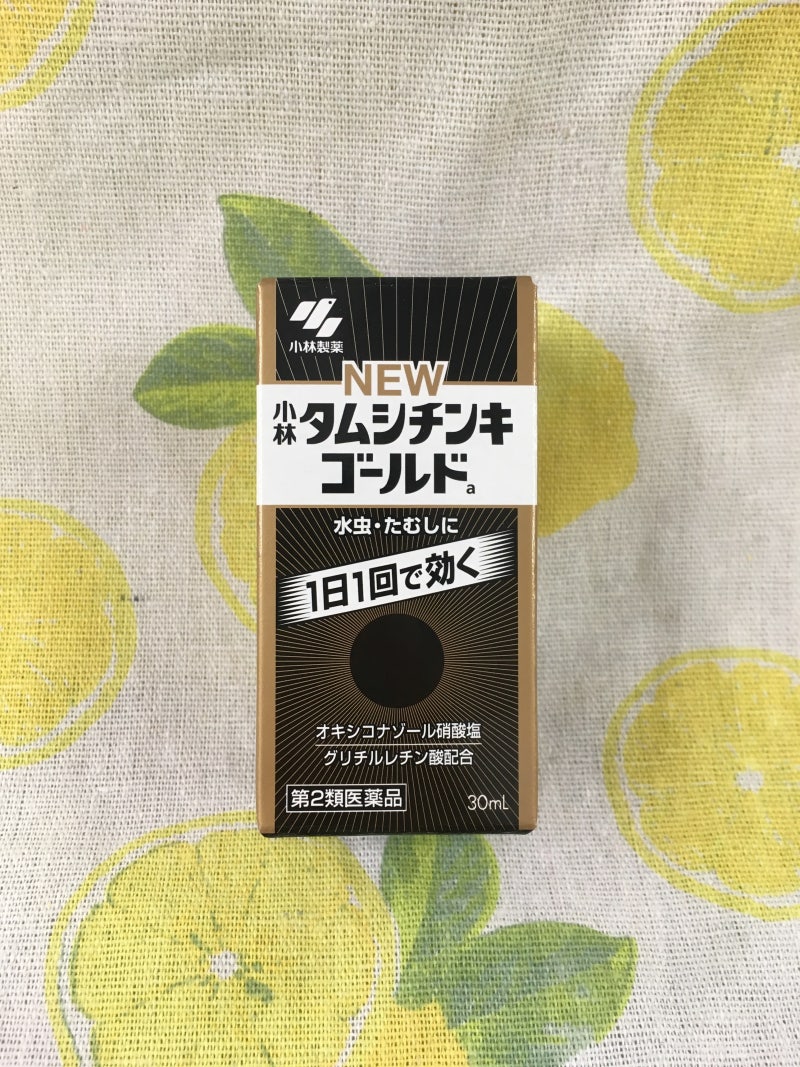 小林製薬
NEW
小林タムシチンキ
ゴールドa
水虫・たむしに
1日1回で効く
オキシコナゾール硝酸塩
グリチルレチン酸配合
第2類医薬品
30mL